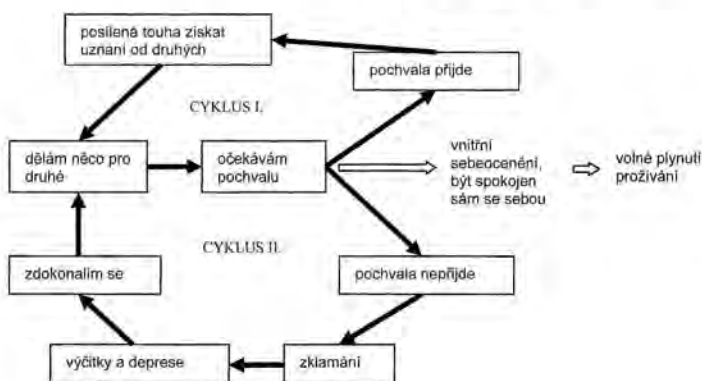 posílená touha získat
uznání od druhých
pochvala přijde
CYKLUS I.
dělám něco pro
druhé
očekávám
pochvalu
vnitřní
sebeocenění,
být spokojen
sám se sebou
volné plynutí
prožívání
CYKLUS II.
zdokonalím se
pochvala nepřijde
výčitky a deprese
zklamání